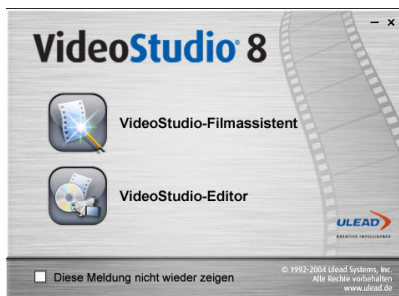 VideoStudio® 8
VideoStudio-Filmassistent
VideoStudio-Editor
ULEAD
CREATIVE INTELLIGENCE
Diese Meldung nicht wieder zeigen
© 1992-2004 Ulead Systems, Inc.
Alle Rechte vorbehalten
www.ulead.de